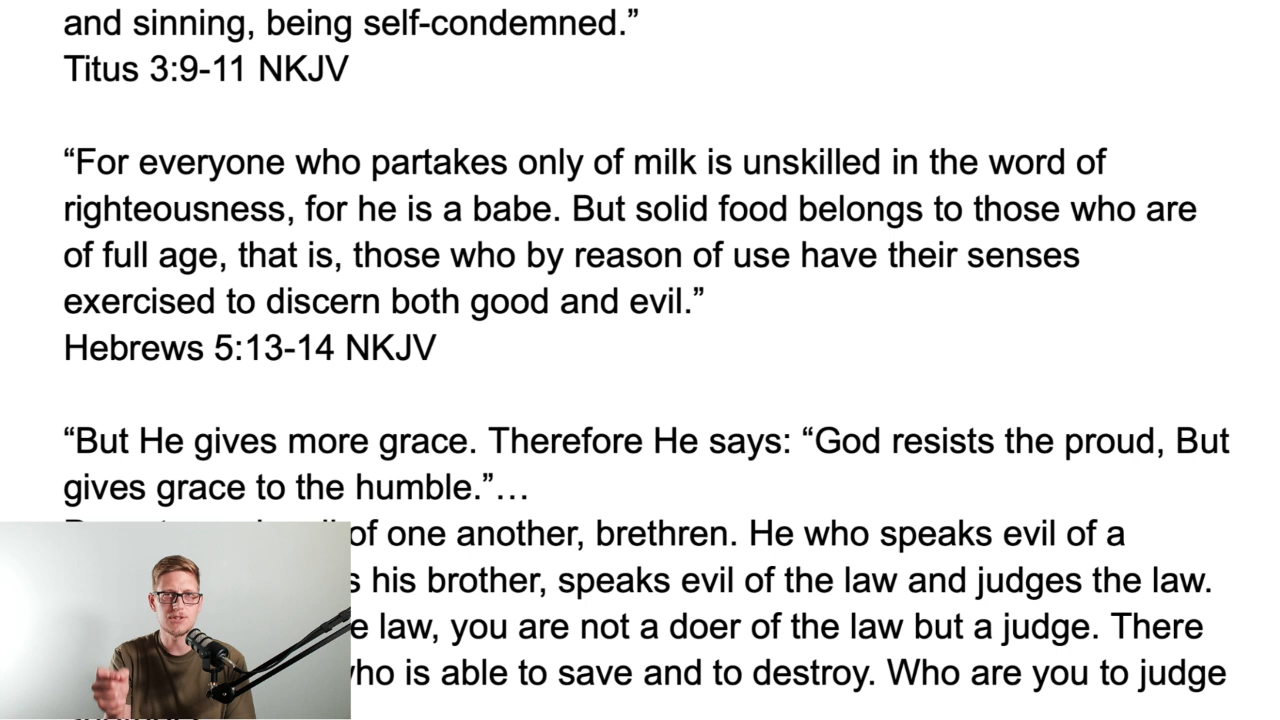 and sinning, being self-condemned.”
Titus 3:9-11 NKJV
“For everyone who partakes only of milk is unskilled in the word of
righteousness, for he is a babe. But solid food belongs to those who are
of full age, that is, those who by reason of use have their senses
exercised to discern both good and evil.”
Hebrews 5:13-14 NKJV
“But He gives more grace. Therefore He says: “God resists the proud, But
gives grace to the humble.”…
of one another, brethren. He who speaks evil of a
his brother, speaks evil of the law and judges the law.
law, you are not a doer of the law but a judge. There
who is able to save and to destroy. Who are you to judge